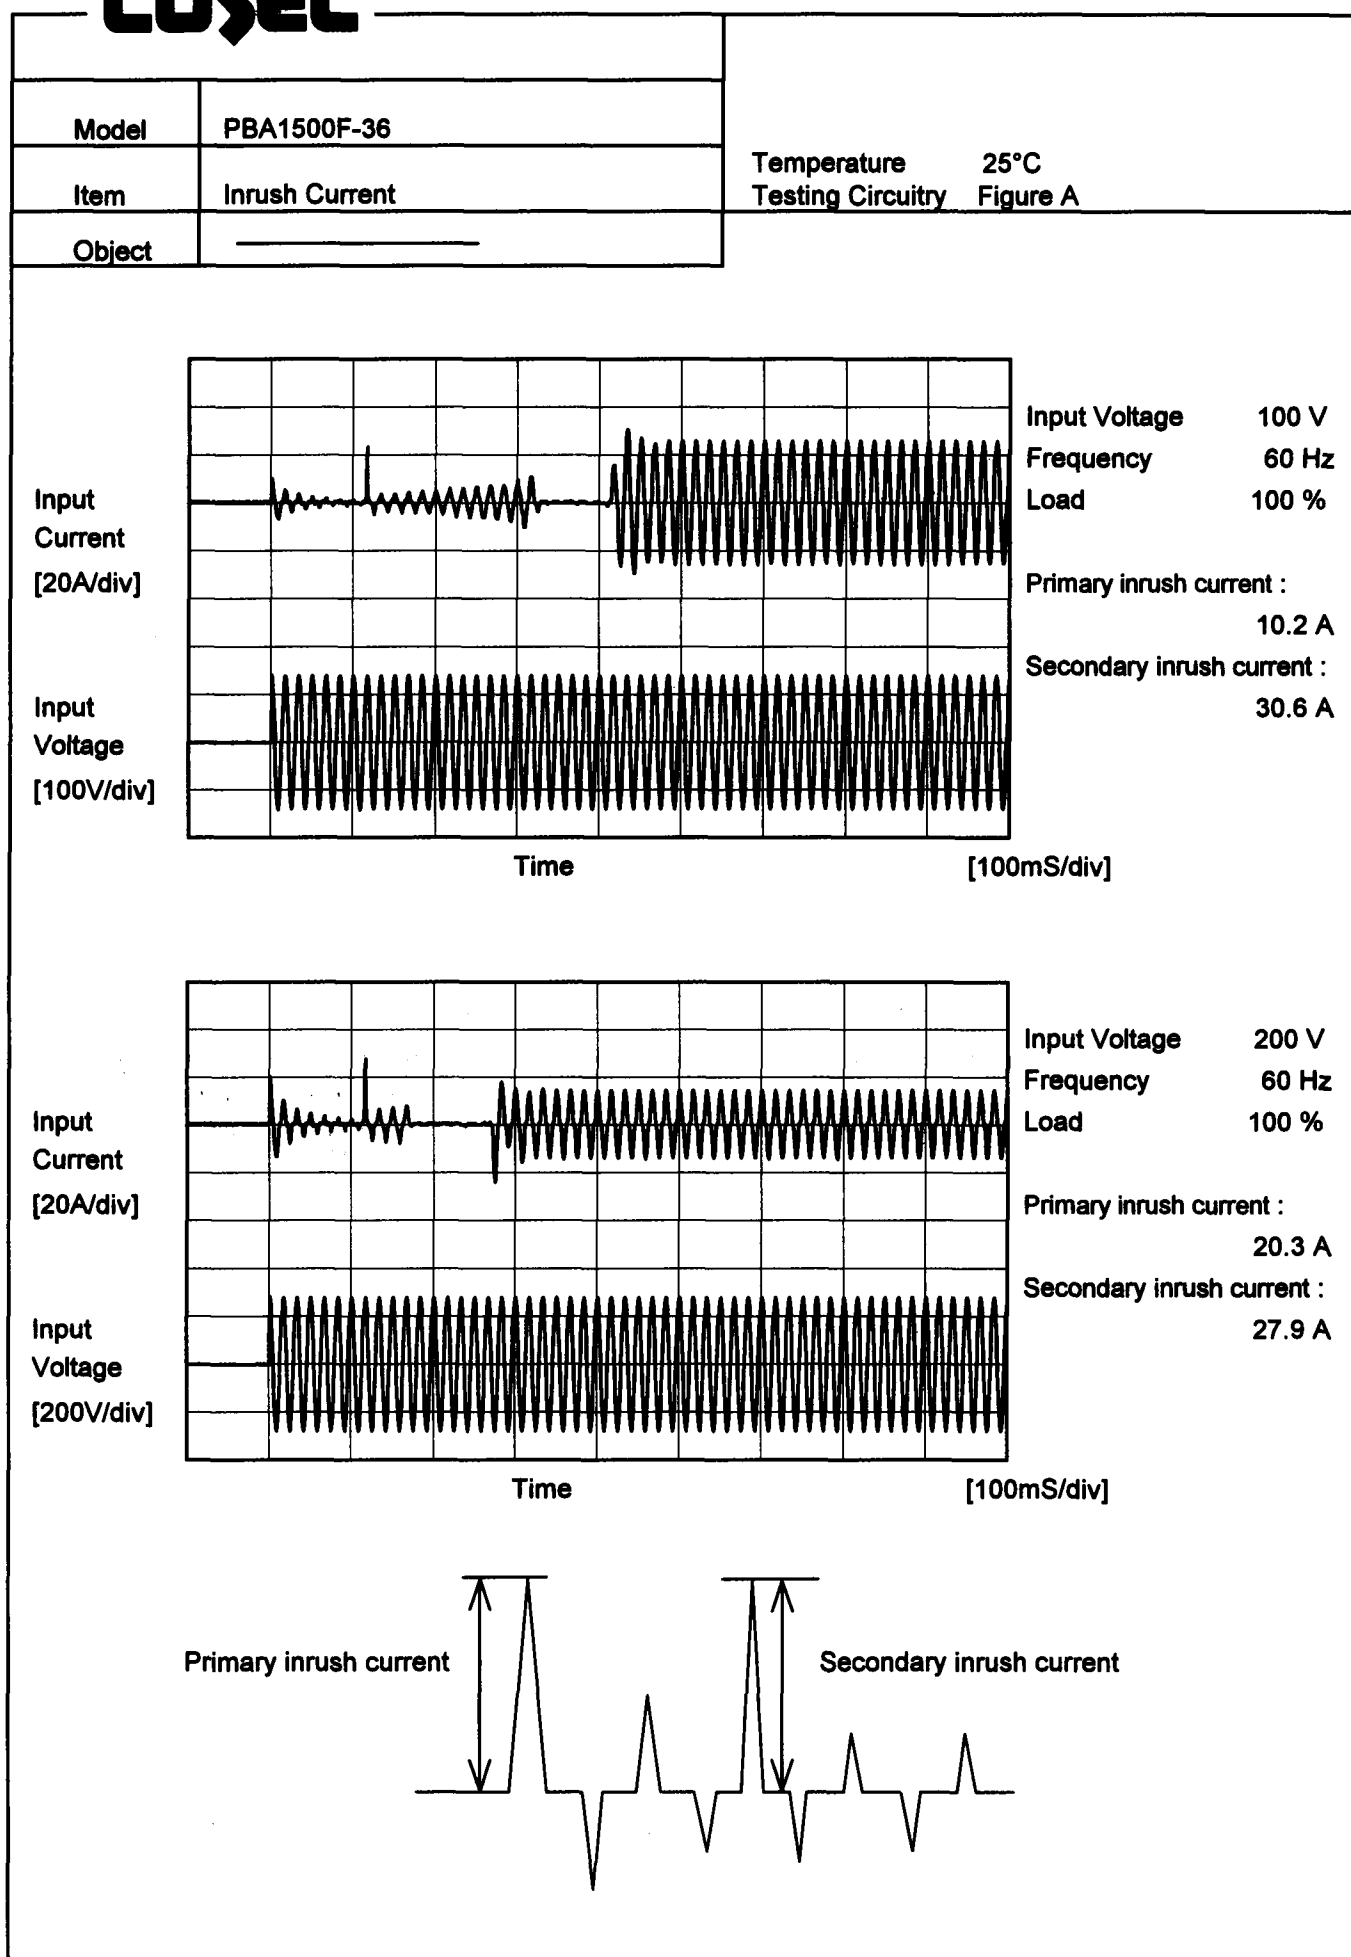 COSEL
Model PBA1500F-36
Item Inrush Current
Object
Temperature 25°C
Testing Circuitry Figure A
Input
Current
[20A/div]
Input
Voltage
[100V/div]
Time [100mS/div]
Input Voltage 100 V
Frequency 60 Hz
Load 100 %
Primary inrush current :
10.2 A
Secondary inrush current :
30.6 A
Input
Current
[20A/div]
Input
Voltage
[200V/div]
Time [100mS/div]
Input Voltage 200 V
Frequency 60 Hz
Load 100 %
Primary inrush current :
20.3 A
Secondary inrush current :
27.9 A
Primary inrush current
Secondary inrush current